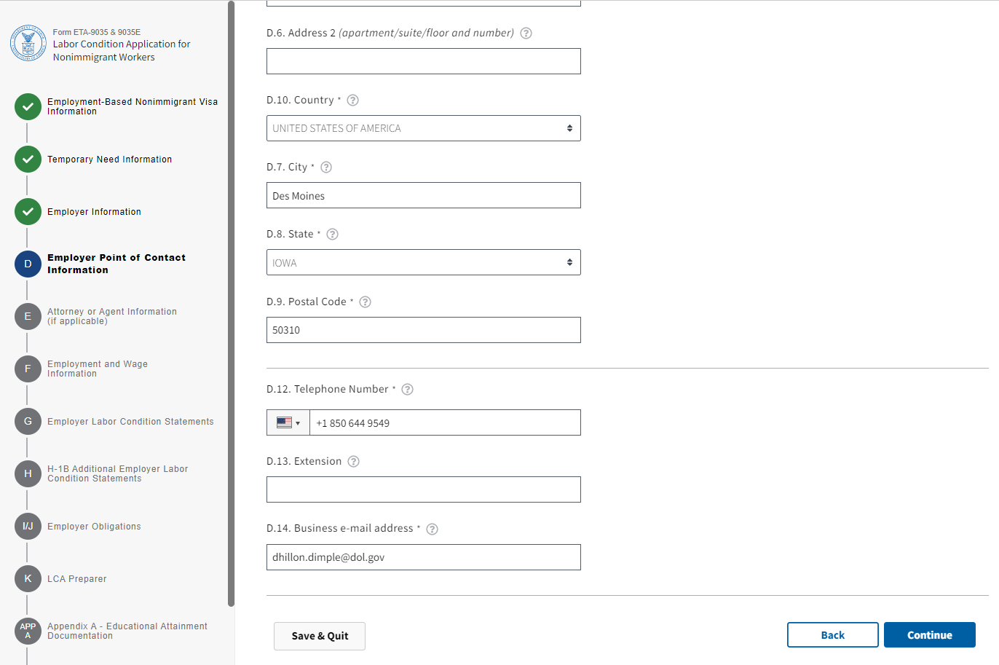 Form ETA-9035 & 9035E
Labor Condition Application for
Nonimmigrant Workers
Employment-Based Nonimmigrant Visa
Information
Temporary Need Information
Employer Information
D
Employer Point of Contact
Information
E
Attorney or Agent Information
(if applicable)
F
Employment and Wage
Information
G
Employer Labor Condition Statements
H
H-1B Additional Employer Labor
Condition Statements
I/J
Employer Obligations
K
LCA Preparer
APP
A
Appendix A - Educational Attainment
Documentation
D.6. Address 2 (apartment/suite/floor and number) ?
D.10. Country * ?
UNITED STATES OF AMERICA
D.7. City * ?
Des Moines
D.8. State * ?
IOWA
D.9. Postal Code * ?
50310
D.12. Telephone Number * ?
+1 850 644 9549
D.13. Extension ?
D.14. Business e-mail address * ?
dhillon.dimple@dol.gov
Save & Quit
Back
Continue